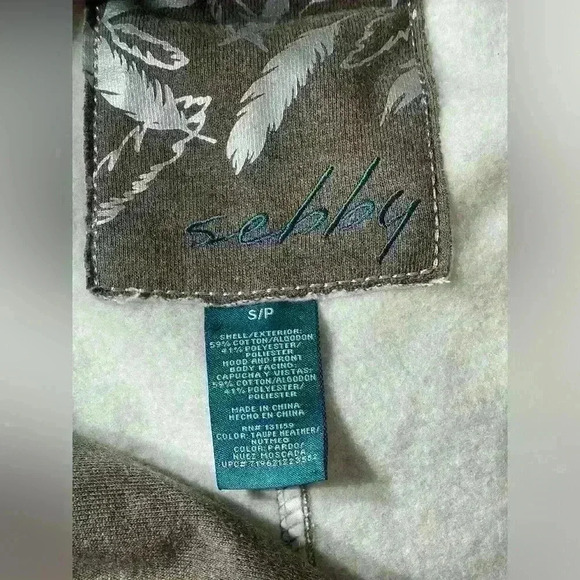 sebby
S/P
SHELL/EXTERIOR:
59% COTTON/ALGODON
41% POLYESTER/
POLIESTER
HOOD AND FRONT
BODY FACING/
CAPUCHA Y VISTAS:
59% COTTON/ALGODON
41% POLYESTER/
POLIESTER
MADE IN CHINA
HECHO EN CHINA
RN# 131159
COLOR: TAUPE HEATHER/
NUTMEG
COLOR: PARDO/
NUEZ MOSCADA
UPC# 719621223562